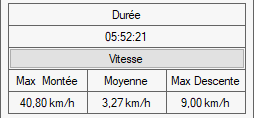 Durée
05:52:21
Vitesse
Max Montée Moyenne Max Descente
40,80 km/h 3,27 km/h 9,00 km/h